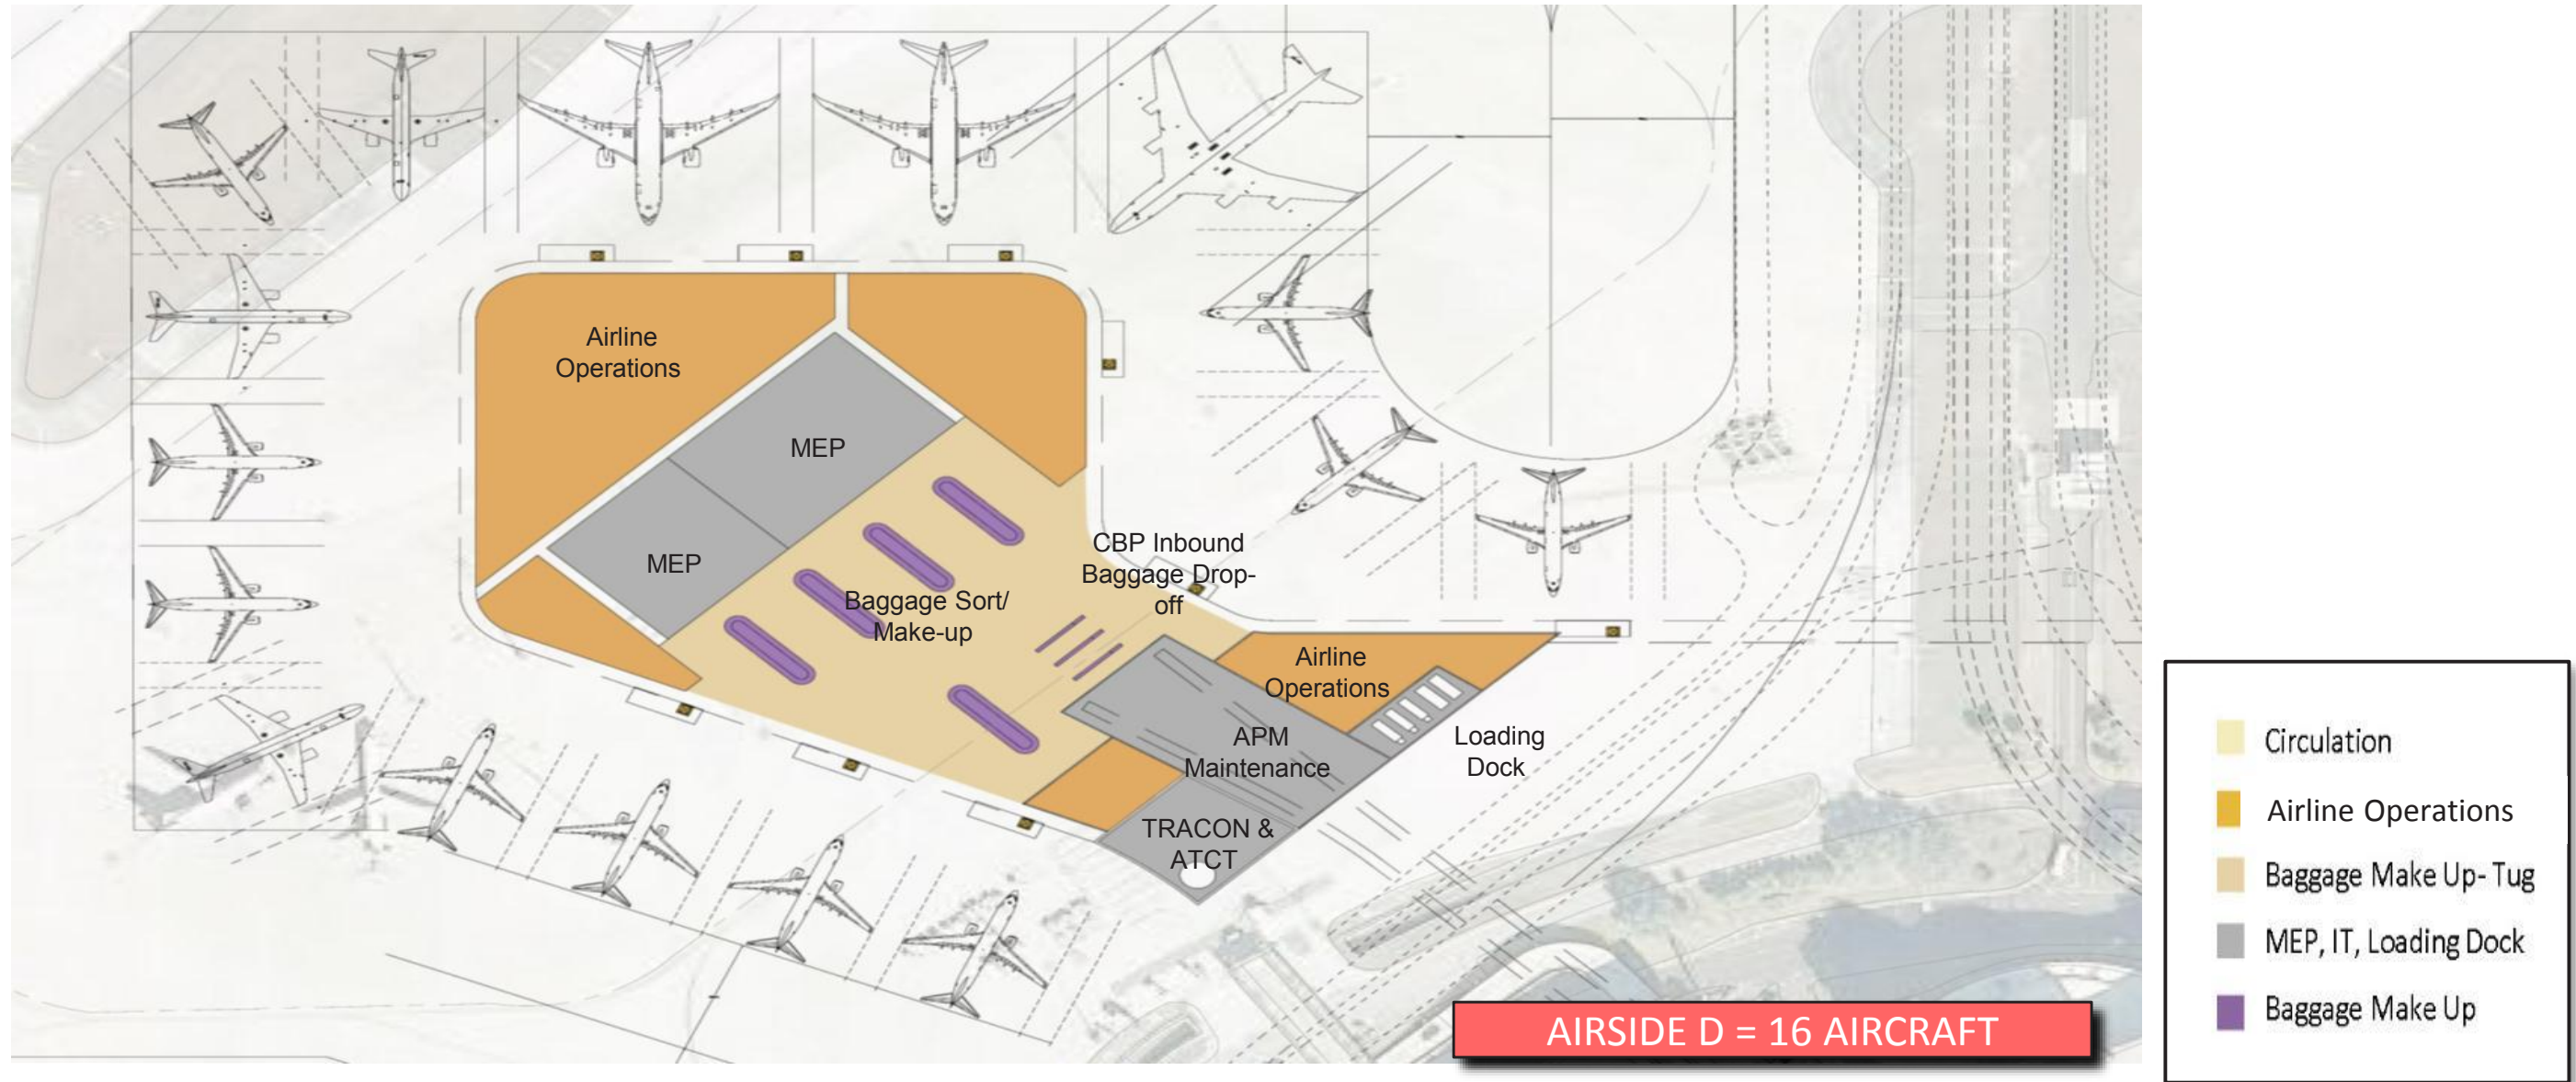 Airline
Operations
MEP
MEP
CBP Inbound
Baggage Drop-
off
Baggage Sort/
Make-up
Airline
Operations
APM
Maintenance
Loading
Dock
TRACON &
ATCT
Circulation
Airline Operations
Baggage Make Up- Tug
MEP, IT, Loading Dock
Baggage Make Up
AIRSIDE D = 16 AIRCRAFT